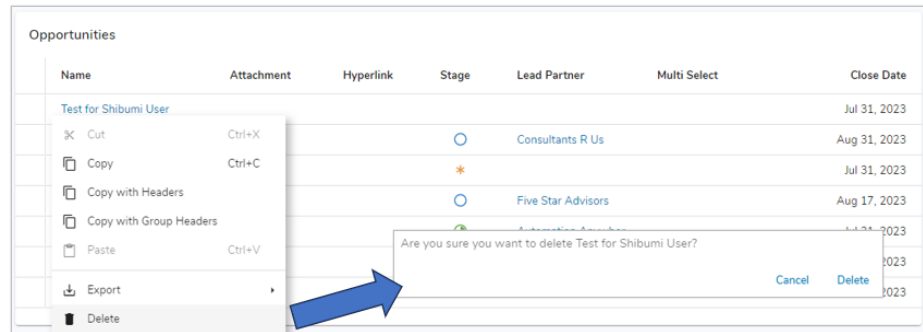 Opportunities
Name Attachment Hyperlink Stage Lead Partner Multi Select Close Date
Test for Shibumi User Jul 31, 2023
Cut Ctrl+X
Consultants R Us Aug 31, 2023
Copy Ctrl+C
Jul 31, 2023
Copy with Headers
Five Star Advisors Aug 17, 2023
Copy with Group Headers
2023
Are you sure you want to delete Test for Shibumi User?
Paste Ctrl+V
2023
Cancel Delete
Export
2023
Delete